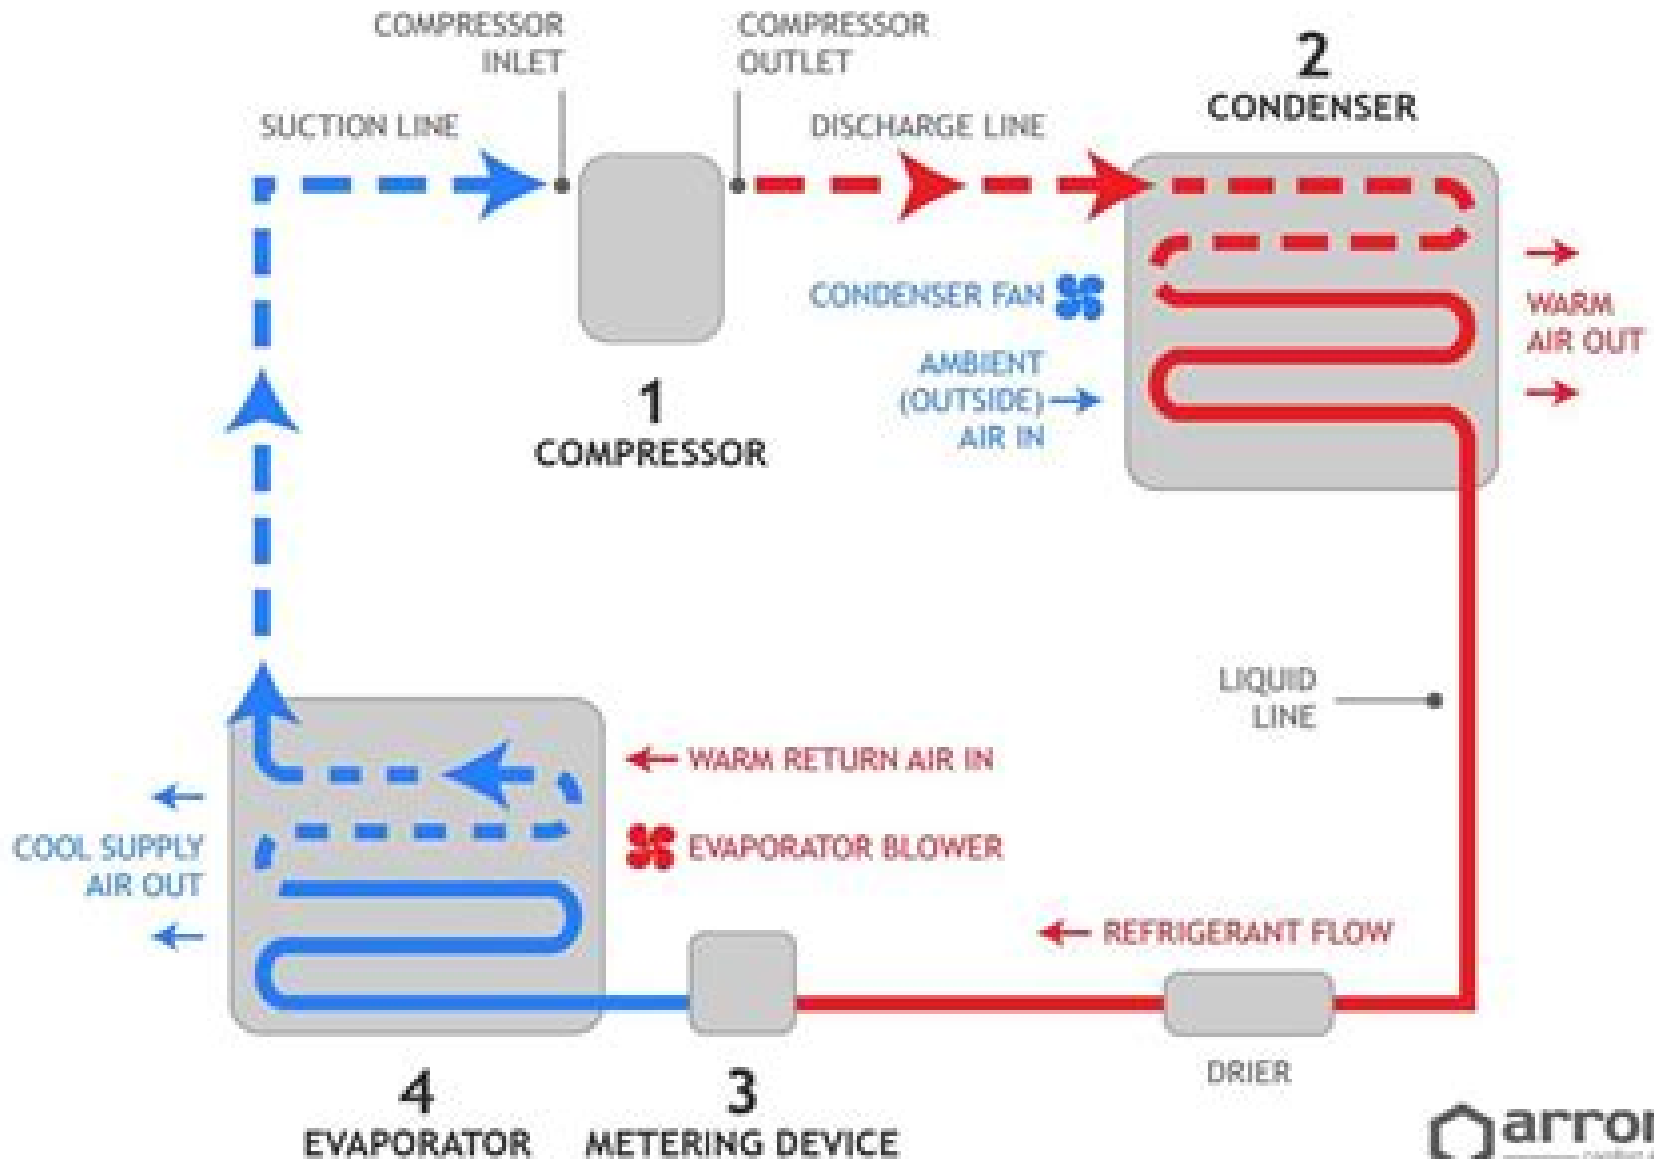 COMPRESSOR
INLET
COMPRESSOR
OUTLET
2
CONDENSER
SUCTION LINE
DISCHARGE LINE
CONDENSER FAN
WARM
AIR OUT
AMBIENT
(OUTSIDE)
AIR IN
1
COMPRESSOR
LIQUID
LINE
WARM RETURN AIR IN
COOL SUPPLY
AIR OUT
EVAPORATOR BLOWER
REFRIGERANT FLOW
DRIER
4
EVAPORATOR
3
METERING DEVICE
arron